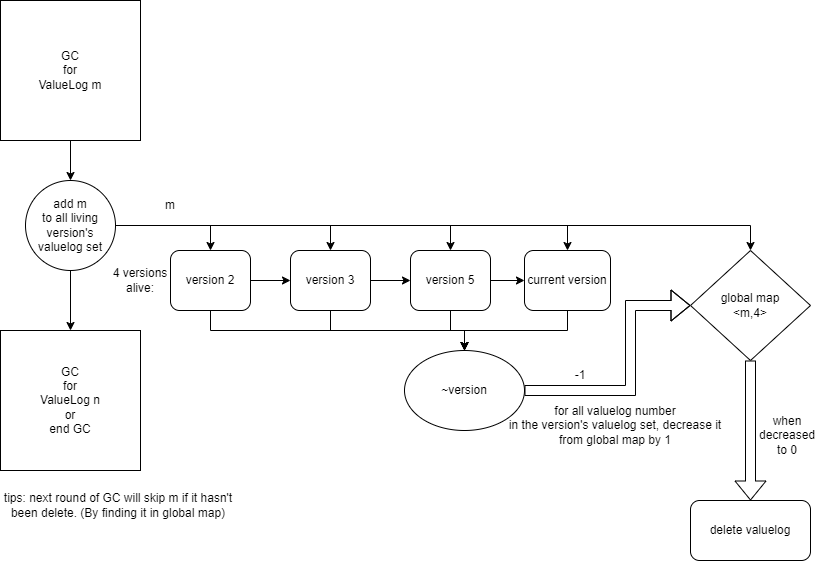 GC
for
ValueLog m
add m
to all living
version's
valuelog set
m
4 versions
alive:
version 2
version 3
version 5
current version
global map
<m,4>
~version
-1
for all valuelog number
in the version's valuelog set, decrease it
from global map by 1
when
decreased
to 0
GC
for
ValueLog n
or
end GC
tips: next round of GC will skip m if it hasn't
been delete. (By finding it in global map)
delete valuelog